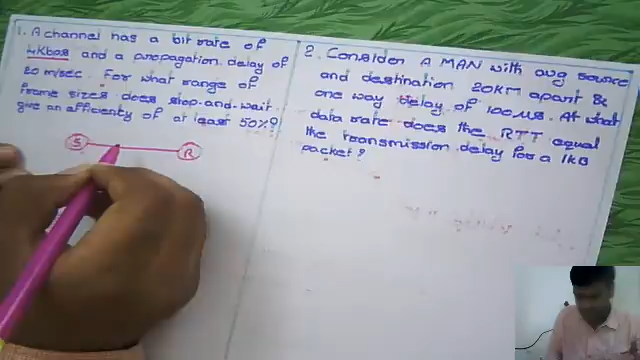 1. A channel has a bit rate of
4Kbps and a propagation delay of
20 msec. For what range of
frame sizes does stop-and-wait
give an efficiency of at least 50%?
S
R
2. Consider A MAN with avg source
and destination 20KM apart &
one way delay of 100μs. At what
data rate does the RTT equal
the transmission delay for a 1KB
packet?